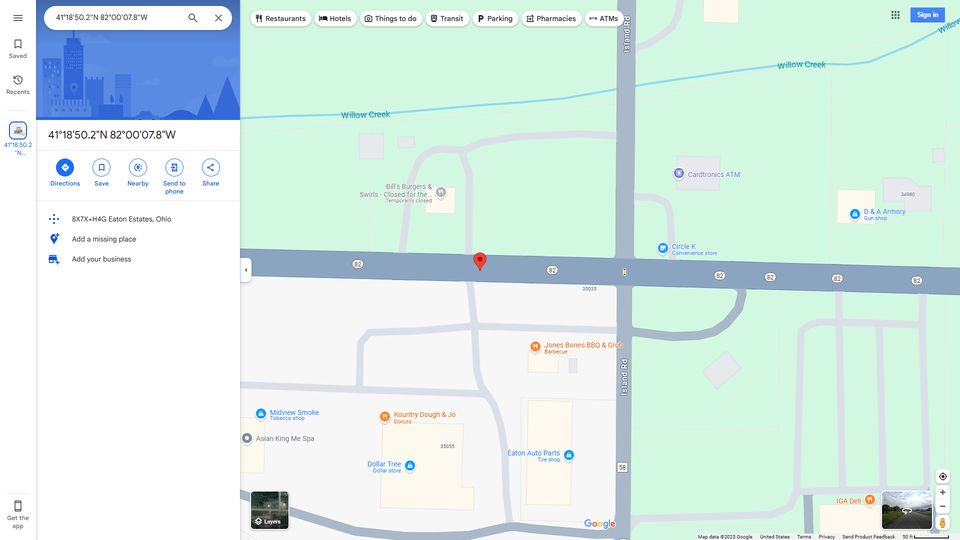 41°18'50.2"N 82°00'07.8"W
Restaurants
Hotels
Things to do
Transit
Parking
Pharmacies
ATMs
Sign in
Saved
Recents
41°18'50.2
"N...
Get the
app
41°18'50.2"N 82°00'07.8"W
Directions
Save
Nearby
Send to
phone
Share
8X7X+H4G Eaton Estates, Ohio
Add a missing place
Add your business
Island Rd
Willow Creek
Willow Creek
Willow
Bill's Burgers &
Swirls - Closed for the...
Temporarily closed
Cardtronics ATM
34980
D & A Armory
Gun shop
Circle K
Convenience store
82
82
82
82
82
82
35035
Jones Bones BBQ & Grub
Barbecue
Island Rd
Midview Smoke
Tobacco shop
Kountry Dough & Jo
Donuts
Asian King Me Spa
35055
Dollar Tree
Dollar store
Eaton Auto Parts
Tire shop
58
IGA Deli
Layers
Google
Map data ©2025 Google
United States
Terms
Privacy
Send Product Feedback
50 ft